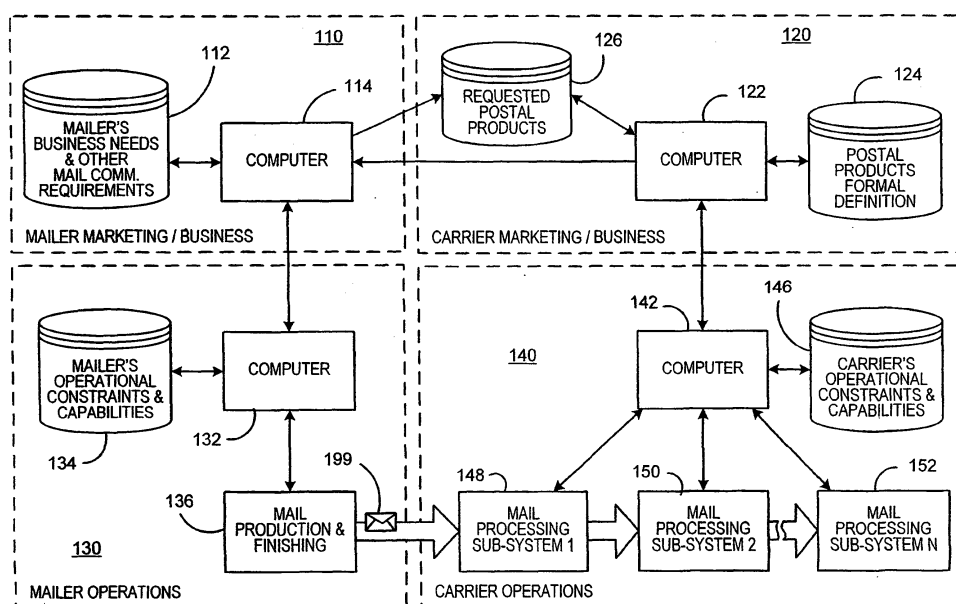 110
112
MAILER'S
BUSINESS NEEDS
& OTHER
MAIL COMM.
REQUIREMENTS
114
COMPUTER
MAILER MARKETING / BUSINESS
120
126
REQUESTED
POSTAL
PRODUCTS
122
COMPUTER
124
POSTAL
PRODUCTS
FORMAL
DEFINITION
CARRIER MARKETING / BUSINESS
MAILER'S
OPERATIONAL
CONSTRAINTS &
CAPABILITIES
134
COMPUTER
132
136
MAIL
PRODUCTION &
FINISHING
199
130
MAILER OPERATIONS
140
142
COMPUTER
146
CARRIER'S
OPERATIONAL
CONSTRAINTS &
CAPABILITIES
148
MAIL
PROCESSING
SUB-SYSTEM 1
150
MAIL
PROCESSING
SUB-SYSTEM 2
152
MAIL
PROCESSING
SUB-SYSTEM N
CARRIER OPERATIONS